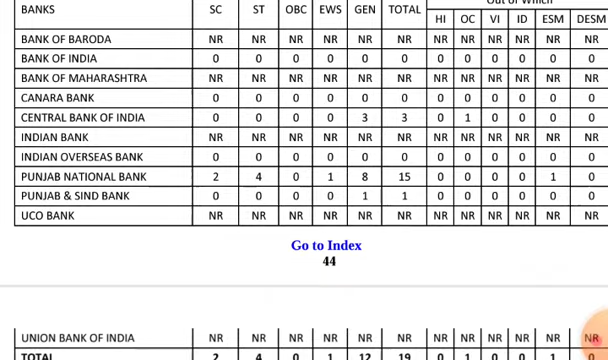 Out of Which
BANKS SC ST OBC EWS GEN TOTAL
HI OC VI ID ESM DESM
BANK OF BARODA NR NR NR NR NR NR NR NR NR NR NR NR
BANK OF INDIA 0 0 0 0 0 0 0 0 0 0 0 0
BANK OF MAHARASHTRA NR NR NR NR NR NR NR NR NR NR NR NR
CANARA BANK 0 0 0 0 0 0 0 0 0 0 0 0
CENTRAL BANK OF INDIA 0 0 0 0 3 3 0 1 0 0 0 0
INDIAN BANK NR NR NR NR NR NR NR NR NR NR NR NR
INDIAN OVERSEAS BANK 0 0 0 0 0 0 0 0 0 0 0 0
PUNJAB NATIONAL BANK 2 4 0 1 8 15 0 0 0 0 1 0
PUNJAB & SIND BANK 0 0 0 0 1 1 0 0 0 0 0 0
UCO BANK NR NR NR NR NR NR NR NR NR NR NR NR
Go to Index
44
UNION BANK OF INDIA NR NR NR NR NR NR NR NR NR NR NR NR
TOTAL 2 4 0 1 12 19 0 1 0 0 1 0